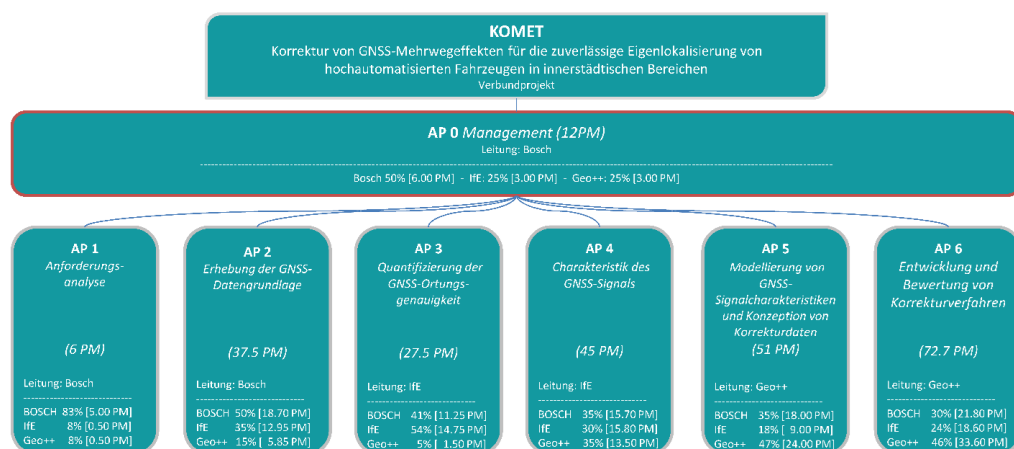 KOMET
Korrektur von GNSS-Mehrwegeffekten für die zuverlässige Eigenlokalisierung von
hochautomatisierten Fahrzeugen in innerstädtischen Bereichen
Verbundprojekt
AP 0 Management (12PM)
Leitung: Bosch
Bosch 50% [6.00 PM] - IfE: 25% [3.00 PM] - Geo++: 25% [3.00 PM]
AP 1
Anforderungs-
analyse
(6 PM)
Leitung: Bosch
BOSCH 83% [5.00 PM]
IfE 8% [0.50 PM]
Geo++ 8% [0.50 PM]
AP 2
Erhebung der GNSS-
Datengrundlage
(37.5 PM)
Leitung: Bosch
BOSCH 50% [18.70 PM]
IfE 35% [12.95 PM]
Geo++ 15% [ 5.85 PM]
AP 3
Quantifizierung der
GNSS-Ortungs-
genauigkeit
(27.5 PM)
Leitung: IfE
BOSCH 41% [11.25 PM]
IfE 54% [14.75 PM]
Geo++ 5% [ 1.50 PM]
AP 4
Charakteristik des
GNSS-Signals
(45 PM)
Leitung: IfE
BOSCH 35% [15.70 PM]
IfE 30% [15.80 PM]
Geo++ 35% [13.50 PM]
AP 5
Modellierung von
GNSS-
Signalcharakteristiken
und Konzeption von
Korrekturdaten
(51 PM)
Leitung: Geo++
BOSCH 35% [18.00 PM]
IfE 18% [ 9.00 PM]
Geo++ 47% [24.00 PM]
AP 6
Entwicklung und
Bewertung von
Korrekturverfahren
(72.7 PM)
Leitung: Geo++
BOSCH 30% [21.80 PM]
IfE 24% [18.60 PM]
Geo++ 46% [33.60 PM]